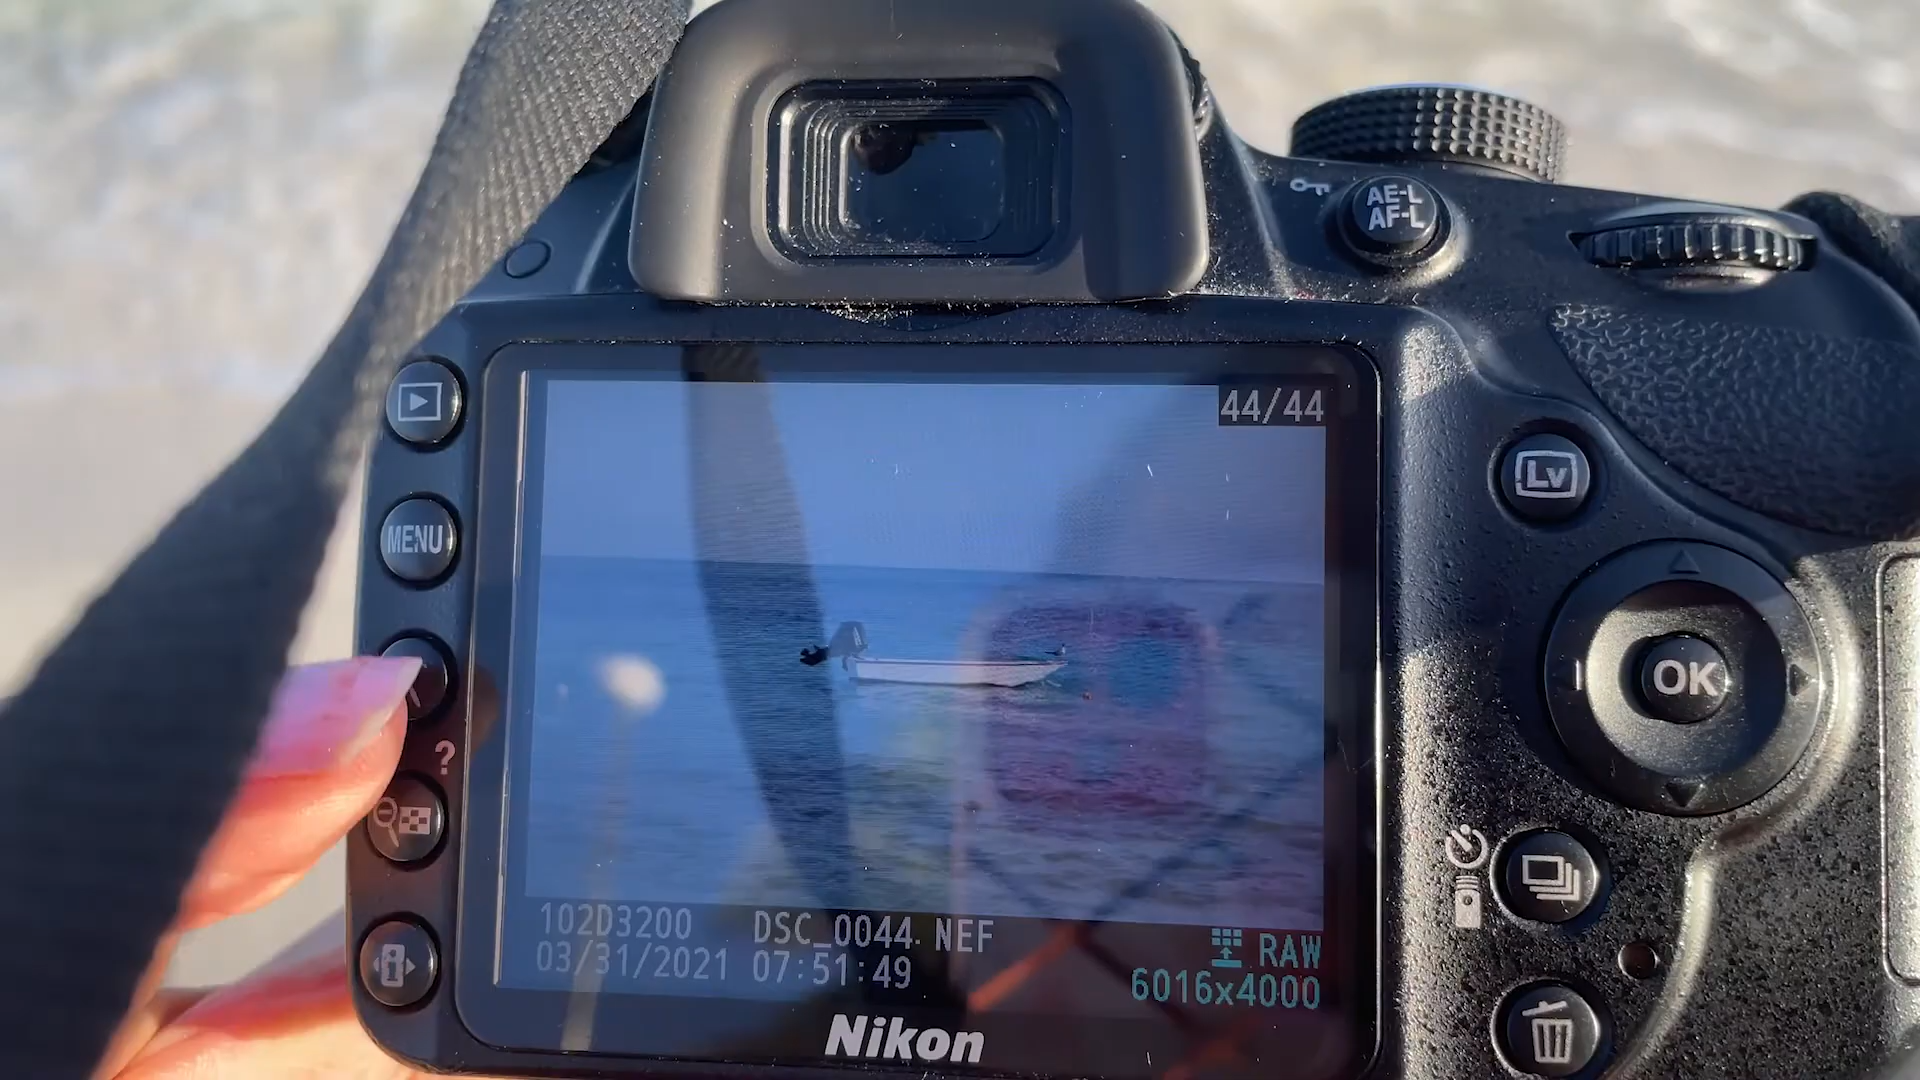 AE-L
AF-L
44/44
Lv
MENU
OK
?
102D3200 DSC_0044.NEF RAW
03/31/2021 07:51:49 6016x4000
i
Nikon